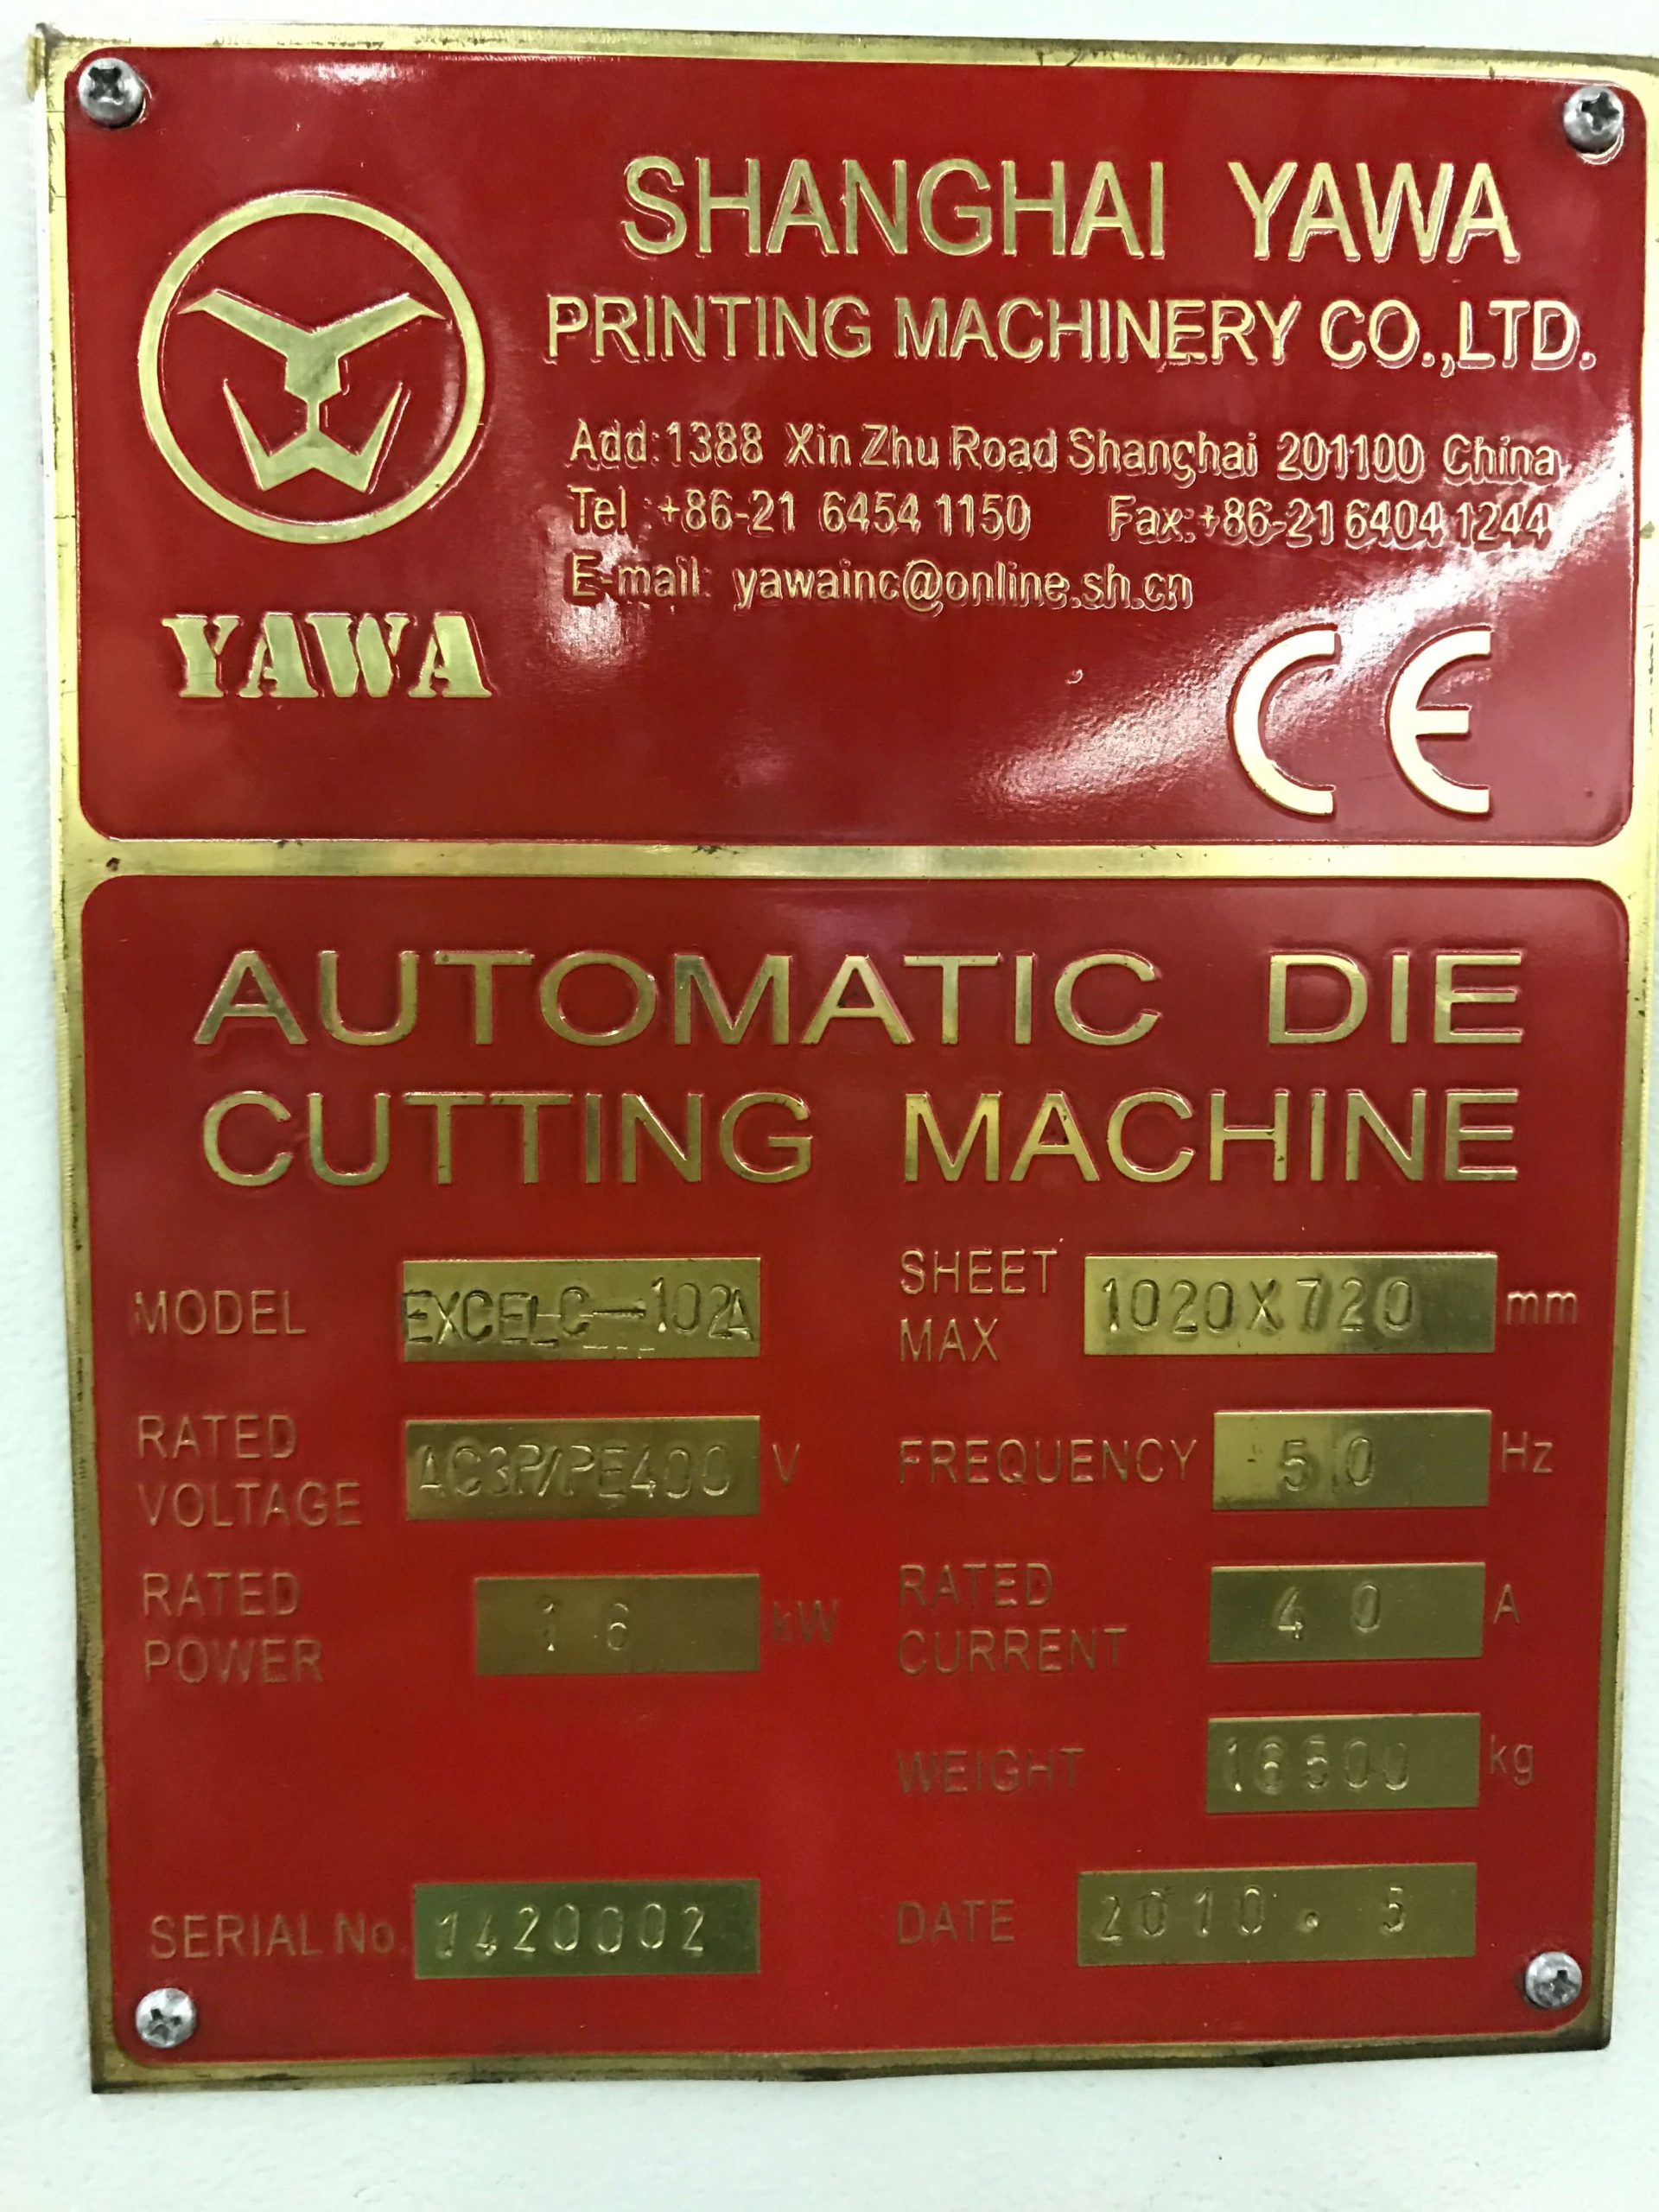 SHANGHAI YAWA
PRINTING MACHINERY CO.,LTD.
Add:1388 Xin Zhu Road Shanghai 201100 China
Tel :+86-21 6454 1150 Fax:+86-21 6404 1244
E-mail: yawainc@online.sh.cn
YAWA
CE
AUTOMATIC DIE
CUTTING MACHINE
MODEL EXCELC-102A
SHEET MAX 1020X720 mm
RATED VOLTAGE AC3P/PE400 V
FREQUENCY 50 Hz
RATED POWER 16 kW
RATED CURRENT 40 A
WEIGHT kg
SERIAL No. 1420002
DATE 2010.5